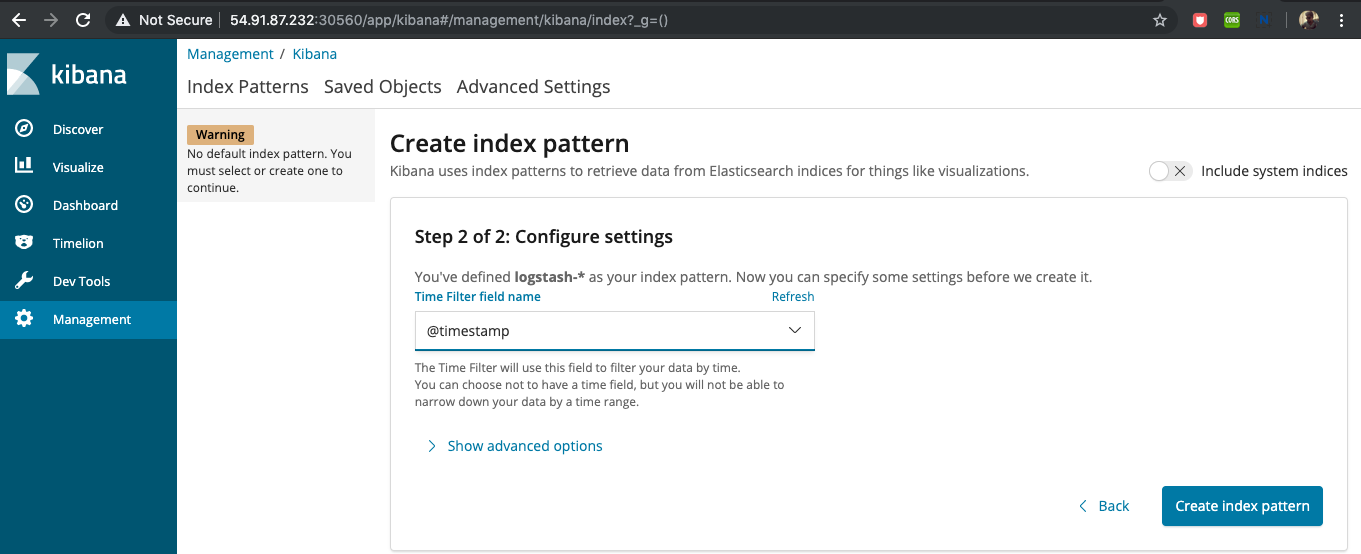 Not Secure 54.91.87.232:30560/app/kibana#/management/kibana/index?_g=()
CORS
N
kibana
Discover
Visualize
Dashboard
Timelion
Dev Tools
Management
Management / Kibana
Index Patterns Saved Objects Advanced Settings
Warning
No default index pattern. You
must select or create one to
continue.
Create index pattern
Kibana uses index patterns to retrieve data from Elasticsearch indices for things like visualizations.
Include system indices
Step 2 of 2: Configure settings
You've defined logstash-* as your index pattern. Now you can specify some settings before we create it.
Time Filter field name Refresh
@timestamp
The Time Filter will use this field to filter your data by time.
You can choose not to have a time field, but you will not be able to
narrow down your data by a time range.
Show advanced options
Back
Create index pattern